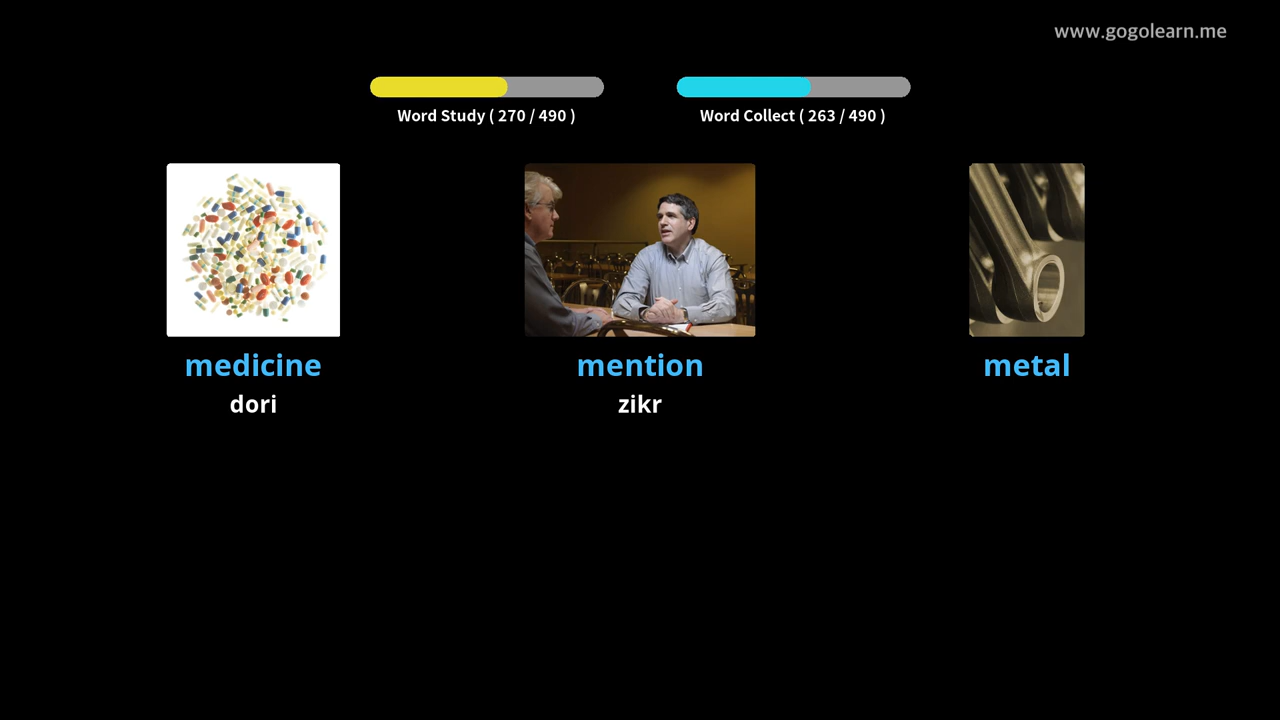 www.gogolearn.me
Word Study ( 270 / 490 )
Word Collect ( 263 / 490 )
medicine
dori
mention
zikr
metal